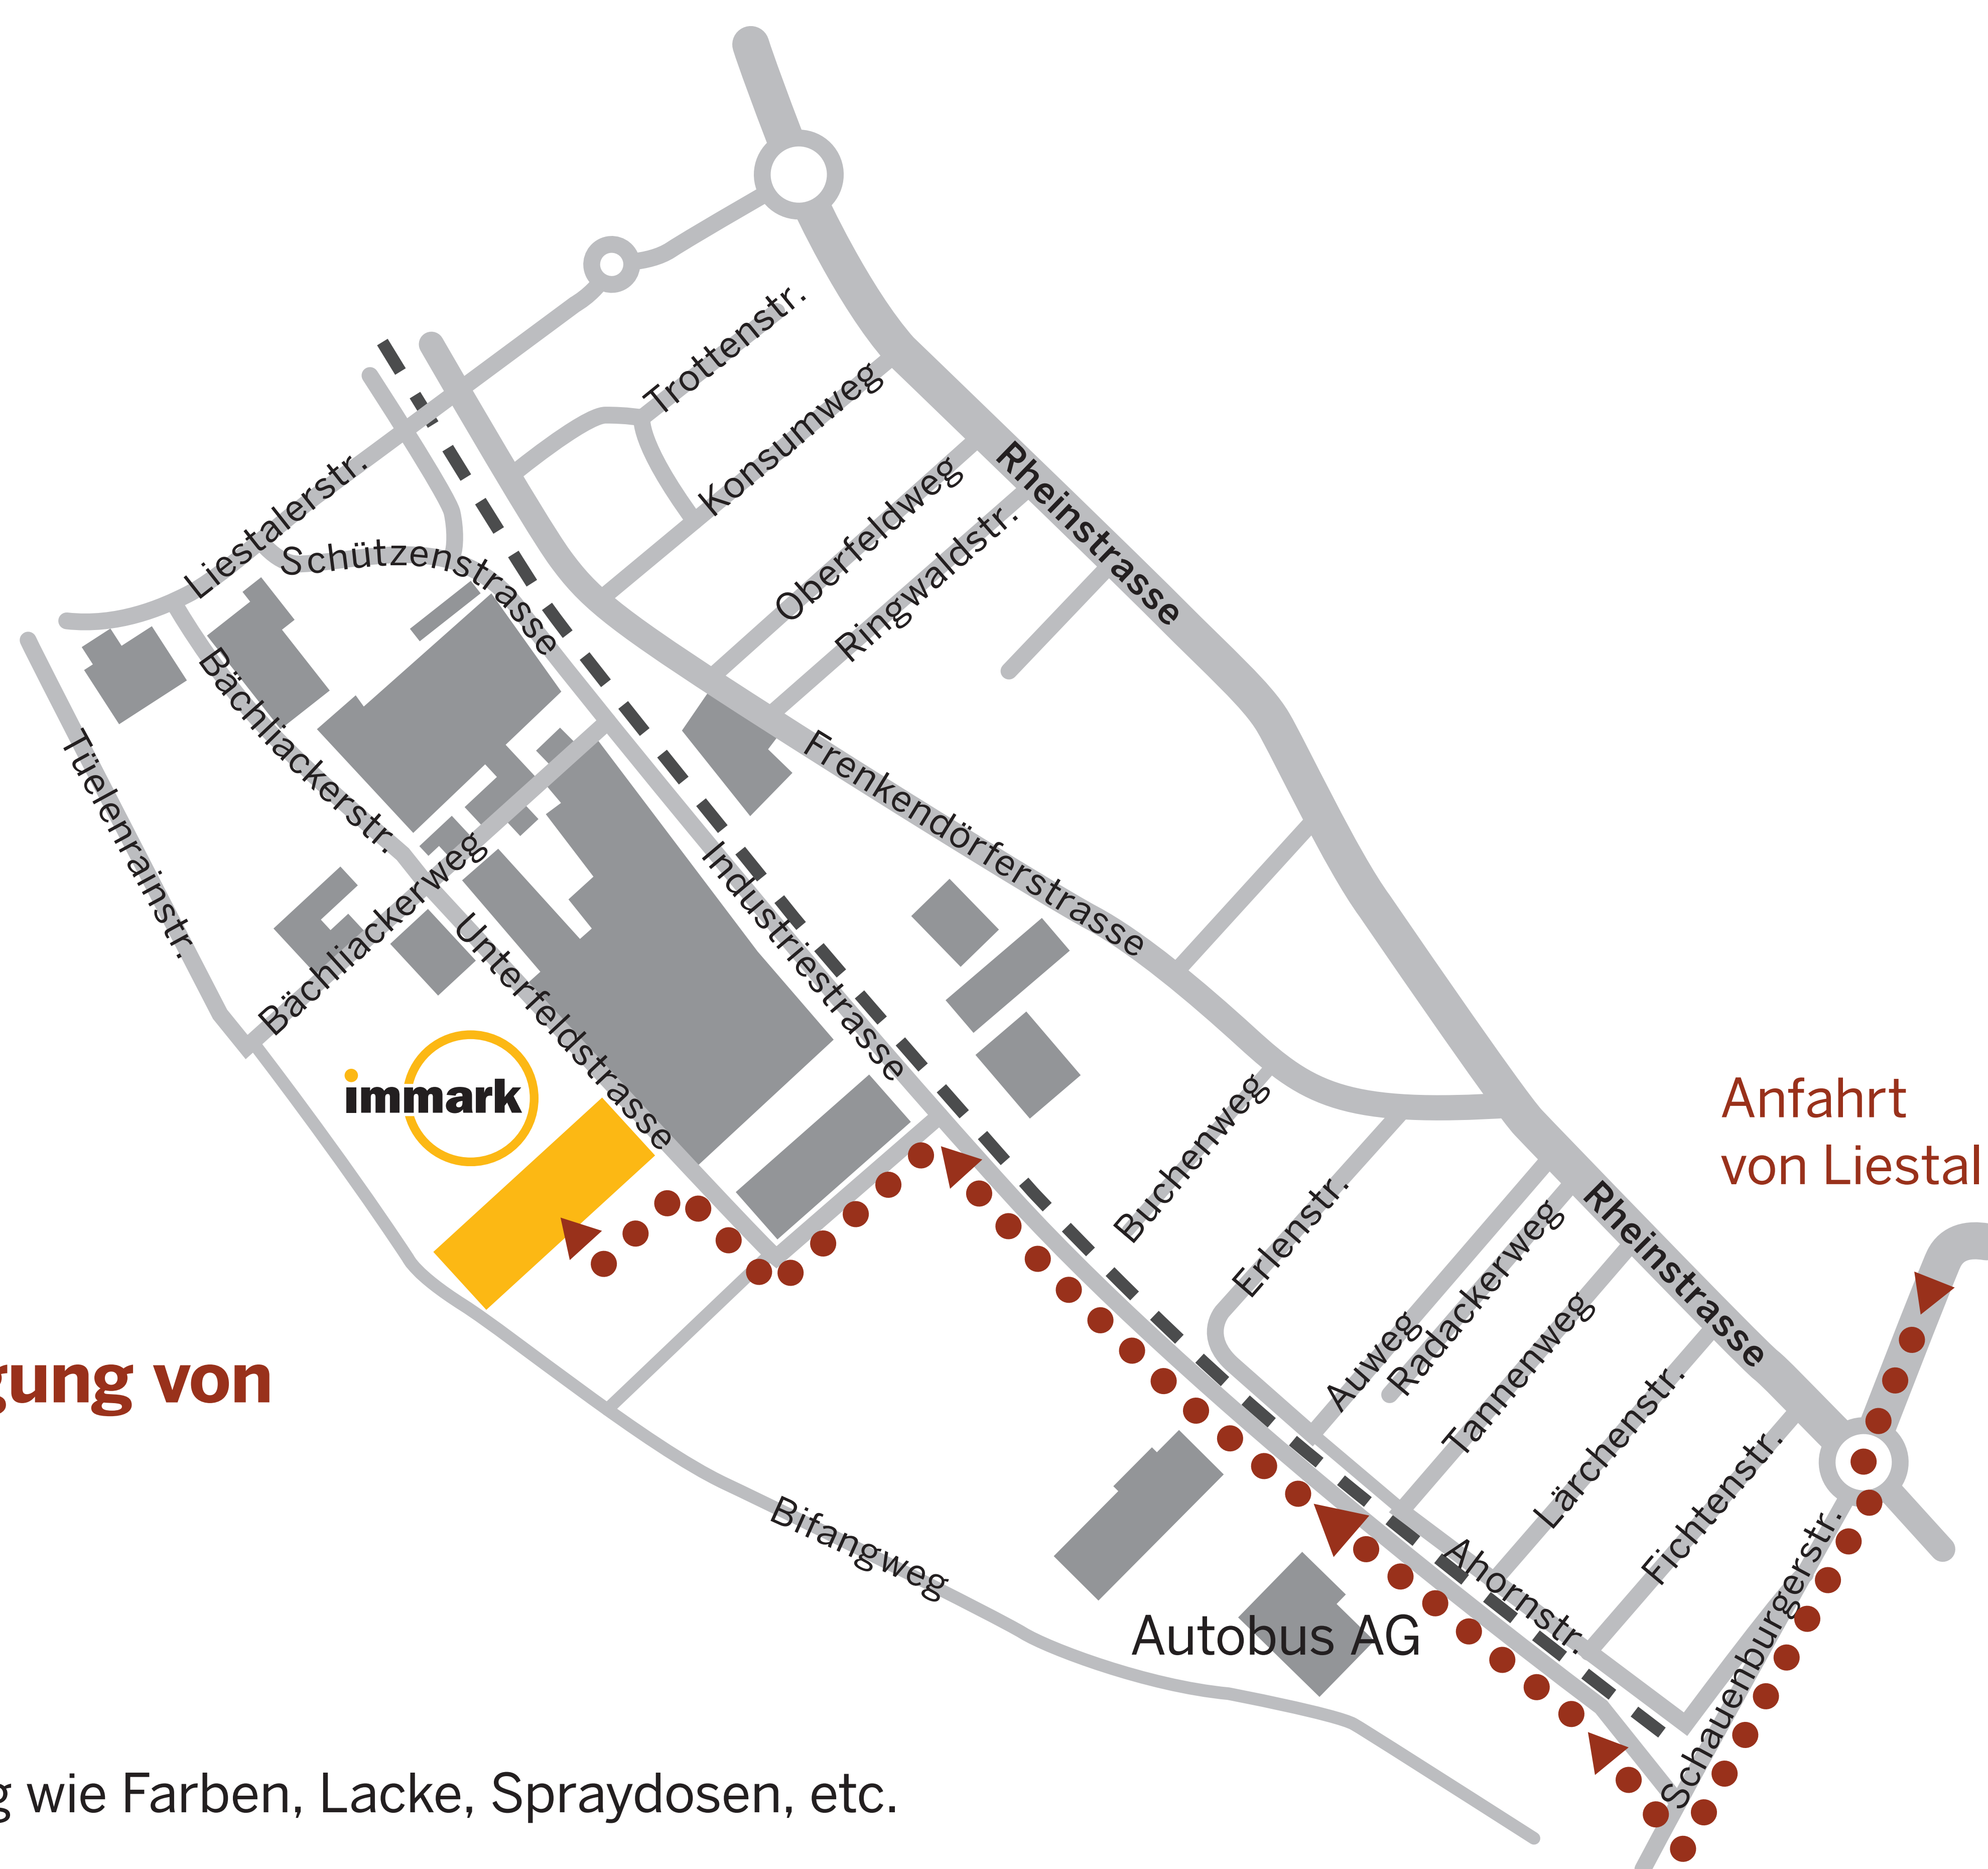 Trottenstr.
Konsumweg
Oberfeldweg
Ringwaldstr.
Rheinstrasse
Liestalerstr.
Schützenstrasse
Bächliackerstr.
Tüelenrainstr.
Bächliackerweg
Unterfeldstrasse
Industriestrasse
Frenkendörferstrasse
immark
Buchenweg
Erlenstr.
Auweg
Radackerweg
Tannenweg
Lärchenstr.
Fichtenstr.
Rheinstrasse
Anfahrt
von Liestal
Ahornstr.
Schauenburgerstr.
Bifangweg
Autobus AG
gung von
g wie Farben, Lacke, Spraydosen, etc.